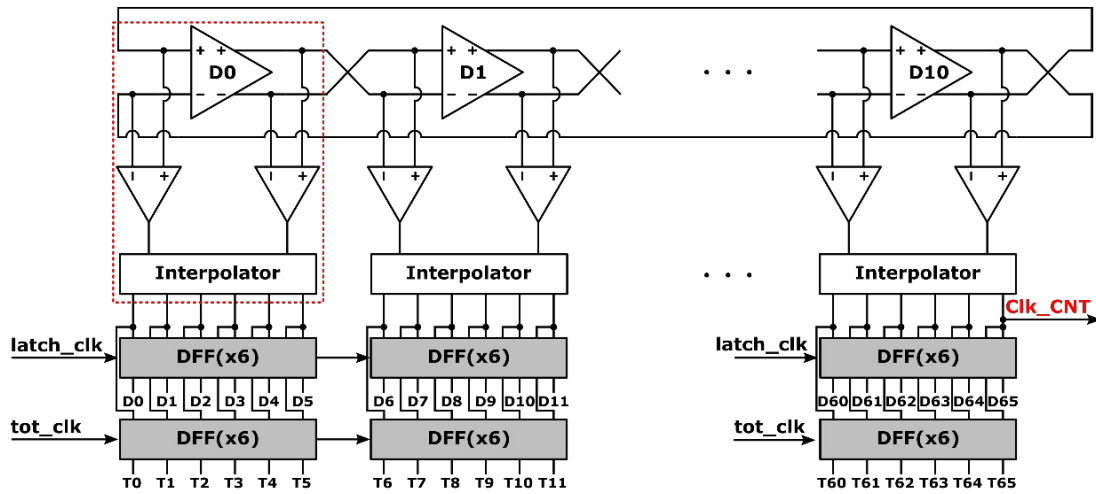 + + + + + +
D0 D1 . . . D10
− − − − − −
− + − + − + − + − + − +
Interpolator Interpolator . . . Interpolator
Clk_CNT
latch_clk DFF(x6) DFF(x6) latch_clk DFF(x6)
D0 D1 D2 D3 D4 D5 D6 D7 D8 D9 D10 D11 D60 D61 D62 D63 D64 D65
tot_clk DFF(x6) DFF(x6) tot_clk DFF(x6)
T0 T1 T2 T3 T4 T5 T6 T7 T8 T9 T10 T11 T60 T61 T62 T63 T64 T65